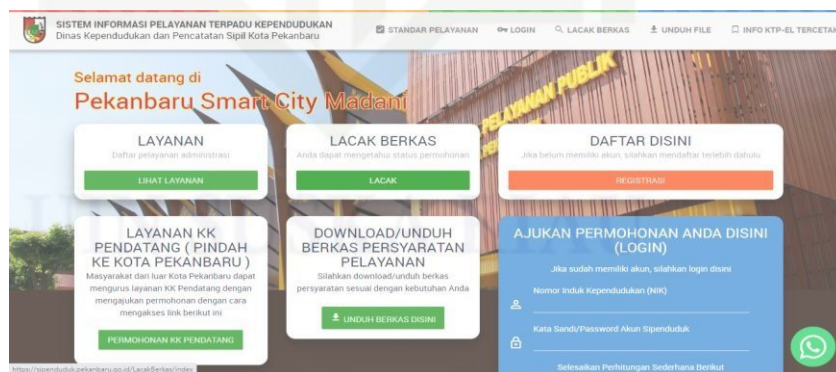 SISTEM INFORMASI PELAYANAN TERPADU KEPENDUDUKAN
Dinas Kependudukan dan Pencatatan Sipil Kota Pekanbaru
STANDAR PELAYANAN
LOGIN
LACAK BERKAS
UNDUH FILE
INFO KTP-EL TERCETAK
Selamat datang di
Pekanbaru Smart City Madani
PELAYANAN PUBLIK
LAYANAN
Daftar pelayanan administrasi
LIHAT LAYANAN
LACAK BERKAS
Anda dapat mengetahui status permohonan
LACAK
DAFTAR DISINI
Jika belum memiliki akun, silahkan mendaftar terlebih dahulu
REGISTRASI
LAYANAN KK
PENDATANG ( PINDAH
KE KOTA PEKANBARU )
Masyarakat dari luar Kota Pekanbaru dapat
mengurus layanan KK Pendatang dengan
mengajukan permohonan dengan cara
mengakses link berikut ini
PERMOHONAN KK PENDATANG
DOWNLOAD/UNDUH
BERKAS PERSYARATAN
PELAYANAN
Silahkan download/unduh berkas
persyaratan sesuai dengan kebutuhan Anda
UNDUH BERKAS DISINI
AJUKAN PERMOHONAN ANDA DISINI
(LOGIN)
Jika sudah memiliki akun, silahkan login disini
Nomor Induk Kependudukan (NIK)
Kata Sandi/Password Akun Sipenduduk
Selesaikan Perhitungan Sederhana Berikut
https://sipenduduk.pekanbaru.go.id/LacakBerkas/index